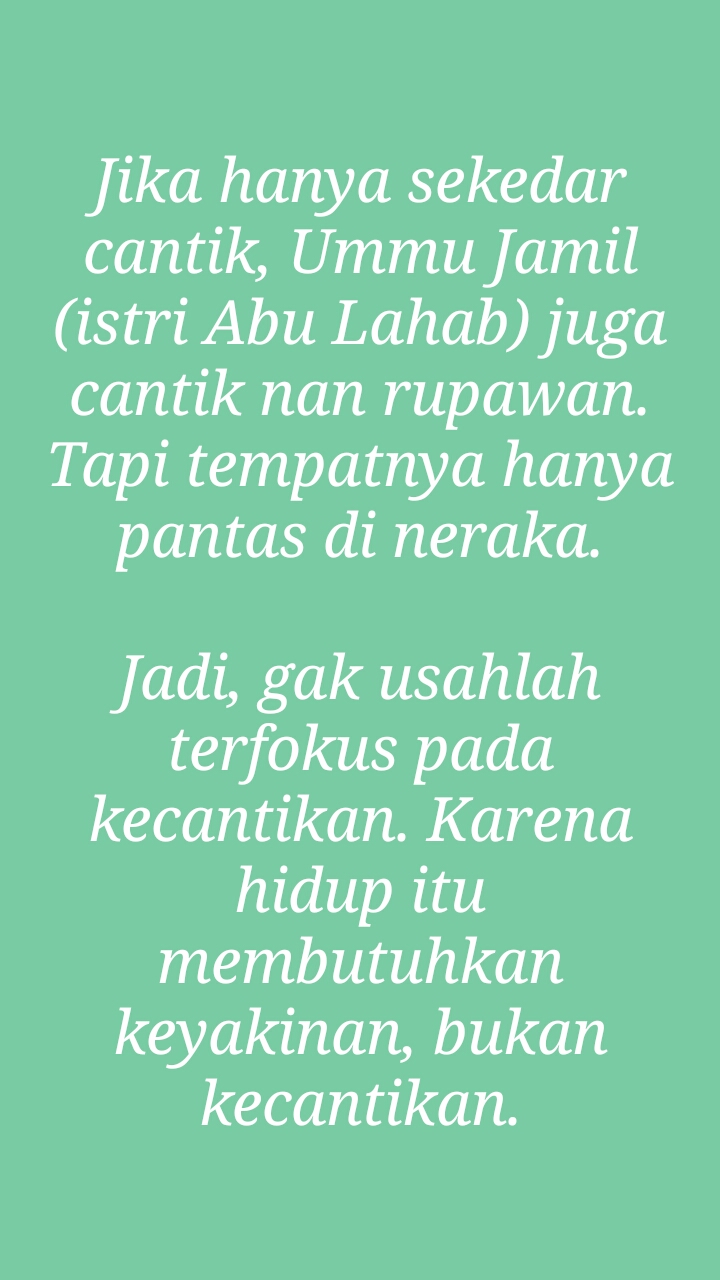 Jika hanya sekedar
cantik, Ummu Jamil
(istri Abu Lahab) juga
cantik nan rupawan.
Tapi tempatnya hanya
pantas di neraka.
Jadi, gak usahlah
terfokus pada
kecantikan. Karena
hidup itu
membutuhkan
keyakinan, bukan
kecantikan.